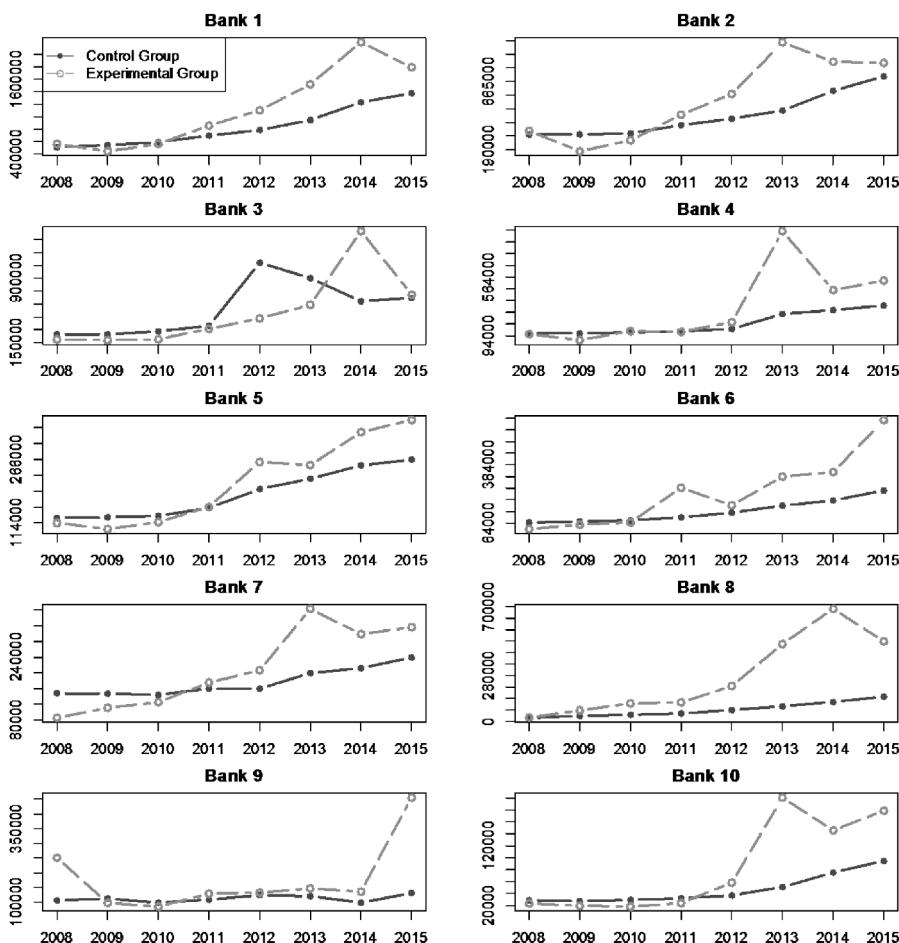 Bank 1
Control Group
Experimental Group
400000 1600000
2008 2009 2010 2011 2012 2013 2014 2015
Bank 2
190000 665000
2008 2009 2010 2011 2012 2013 2014 2015
Bank 3
150000 900000
2008 2009 2010 2011 2012 2013 2014 2015
Bank 4
94000 564000
2008 2009 2010 2011 2012 2013 2014 2015
Bank 5
114000 266000
2008 2009 2010 2011 2012 2013 2014 2015
Bank 6
64000 384000
2008 2009 2010 2011 2012 2013 2014 2015
Bank 7
80000 240000
2008 2009 2010 2011 2012 2013 2014 2015
Bank 8
0 280000 700000
2008 2009 2010 2011 2012 2013 2014 2015
Bank 9
100000 350000
2008 2009 2010 2011 2012 2013 2014 2015
Bank 10
20000 120000
2008 2009 2010 2011 2012 2013 2014 2015